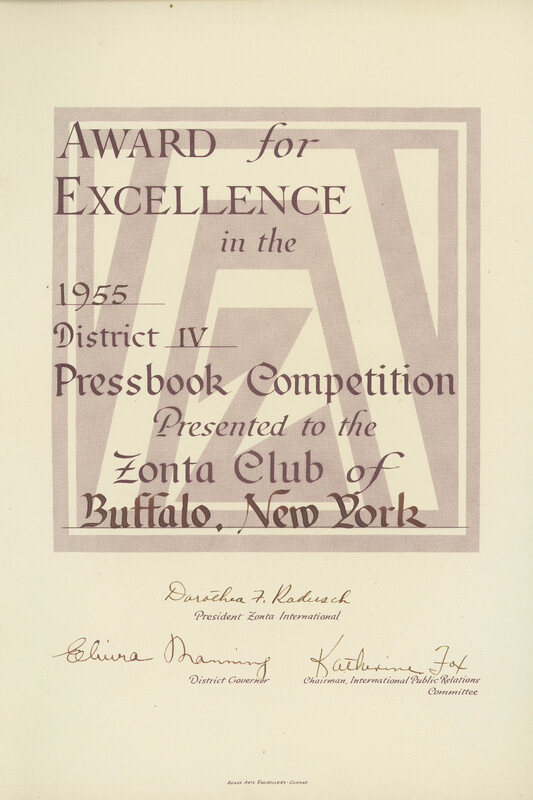 AWARD for
EXCELLENCE
in the
1955
District IV
Pressbook Competition
Presented to the
Zonta Club of
Buffalo, New York
Dorothea F. Radusch
President Zonta International
Manning
District Governor
Katherine Fox
Chairman, International Public Relations
Committee